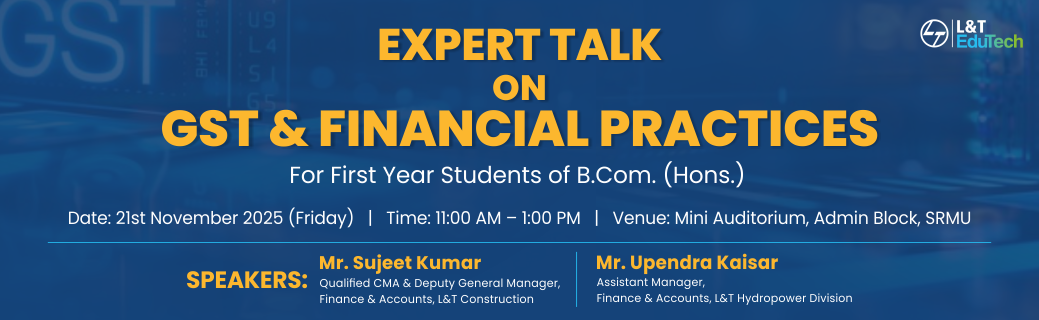 GST
L&T
EduTech
EXPERT TALK
ON
GST & FINANCIAL PRACTICES
For First Year Students of B.Com. (Hons.)
Date: 21st November 2025 (Friday) | Time: 11:00 AM – 1:00 PM | Venue: Mini Auditorium, Admin Block, SRMU
SPEAKERS:
Mr. Sujeet Kumar
Qualified CMA & Deputy General Manager,
Finance & Accounts, L&T Construction
Mr. Upendra Kaisar
Assistant Manager,
Finance & Accounts, L&T Hydropower Division